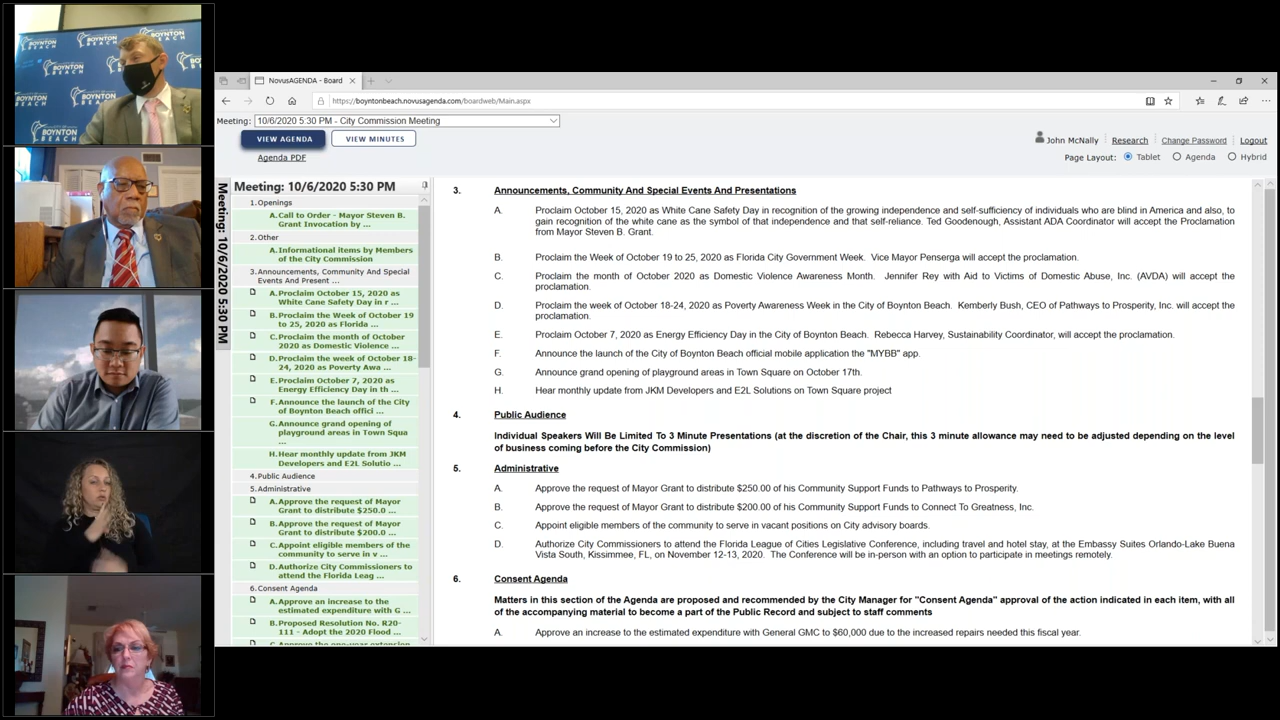 BOYNTON
BEACH
BOYNTON
BEACH
BOYNTON
BEACH
BOYNTON
BEACH
BOYNTON
BEACH
NovusAGENDA - Board
https://boyntonbeach.novusagenda.com/boardweb/Main.aspx
Meeting: 10/6/2020 5:30 PM - City Commission Meeting
VIEW AGENDA VIEW MINUTES
Agenda PDF
John McNally Research Change Password Logout
Page Layout: Tablet Agenda Hybrid
Meeting: 10/6/2020 5:30 PM
Meeting: 10/6/2020 5:30 PM
1.Openings
A.Call to Order - Mayor Steven B.
Grant Invocation by ...
2.Other
A.Informational items by Members
of the City Commission
3.Announcements, Community And Special
Events And Present ...
A.Proclaim October 15, 2020 as
White Cane Safety Day in r ...
B.Proclaim the Week of October 19
to 25, 2020 as Florida ...
C.Proclaim the month of October
2020 as Domestic Violence ...
D.Proclaim the week of October 18-
24, 2020 as Poverty Awa ...
E.Proclaim October 7, 2020 as
Energy Efficiency Day in th ...
F.Announce the launch of the City
of Boynton Beach offici ...
G.Announce grand opening of
playground areas in Town Squa
...
H.Hear monthly update from JKM
Developers and E2L Solutio ...
4.Public Audience
5.Administrative
A.Approve the request of Mayor
Grant to distribute $250.0 ...
B.Approve the request of Mayor
Grant to distribute $200.0 ...
C.Appoint eligible members of the
community to serve in v ...
D.Authorize City Commissioners to
attend the Florida Leag ...
6.Consent Agenda
A.Approve an increase to the
estimated expenditure with G ...
B.Proposed Resolution No. R20-
111 - Adopt the 2020 Flood ...
C.Approve the one-year extension
3. Announcements, Community And Special Events And Presentations
A. Proclaim October 15, 2020 as White Cane Safety Day in recognition of the growing independence and self-sufficiency of individuals who are blind in America and also, to
gain recognition of the white cane as the symbol of that independence and that self-reliance. Ted Goodenough, Assistant ADA Coordinator will accept the Proclamation
from Mayor Steven B. Grant.
B. Proclaim the Week of October 19 to 25, 2020 as Florida City Government Week. Vice Mayor Penserga will accept the proclamation.
C. Proclaim the month of October 2020 as Domestic Violence Awareness Month. Jennifer Rey with Aid to Victims of Domestic Abuse, Inc. (AVDA) will accept the
proclamation.
D. Proclaim the week of October 18-24, 2020 as Poverty Awareness Week in the City of Boynton Beach. Kemberly Bush, CEO of Pathways to Prosperity, Inc. will accept the
proclamation.
E. Proclaim October 7, 2020 as Energy Efficiency Day in the City of Boynton Beach. Rebecca Harvey, Sustainability Coordinator, will accept the proclamation.
F. Announce the launch of the City of Boynton Beach official mobile application the "MYBB" app.
G. Announce grand opening of playground areas in Town Square on October 17th.
H. Hear monthly update from JKM Developers and E2L Solutions on Town Square project
4. Public Audience
Individual Speakers Will Be Limited To 3 Minute Presentations (at the discretion of the Chair, this 3 minute allowance may need to be adjusted depending on the level
of business coming before the City Commission)
5. Administrative
A. Approve the request of Mayor Grant to distribute $250.00 of his Community Support Funds to Pathways to Prosperity.
B. Approve the request of Mayor Grant to distribute $200.00 of his Community Support Funds to Connect To Greatness, Inc.
C. Appoint eligible members of the community to serve in vacant positions on City advisory boards.
D. Authorize City Commissioners to attend the Florida League of Cities Legislative Conference, including travel and hotel stay, at the Embassy Suites Orlando-Lake Buena
Vista South, Kissimmee, FL, on November 12-13, 2020. The Conference will be in-person with an option to participate in meetings remotely.
6. Consent Agenda
Matters in this section of the Agenda are proposed and recommended by the City Manager for "Consent Agenda" approval of the action indicated in each item, with all
of the accompanying material to become a part of the Public Record and subject to staff comments
A. Approve an increase to the estimated expenditure with General GMC to $60,000 due to the increased repairs needed this fiscal year.